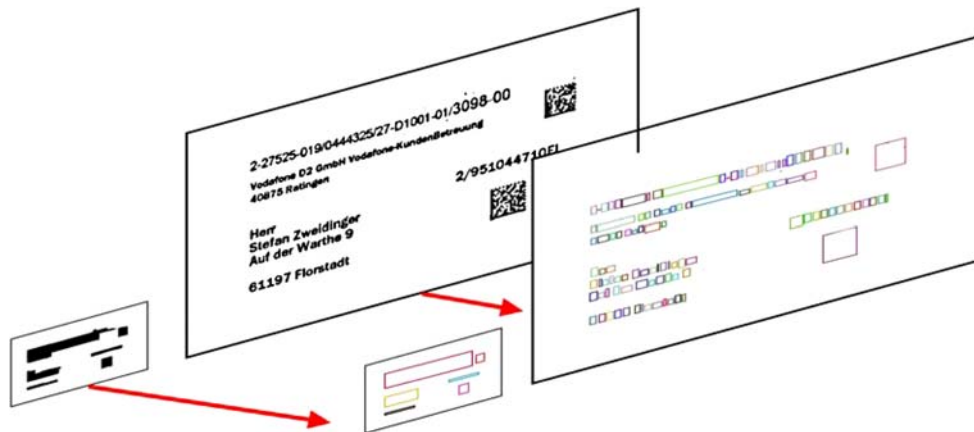 2-27525-019/0444325/27-D1001-01/3098-00
Vodafone D2 GmbH Vodafone-KundenBetreuung
40875 Ratingen
2/951044710FL
Herr
Stefan Zweidinger
Auf der Warthe 9
61197 Florstadt